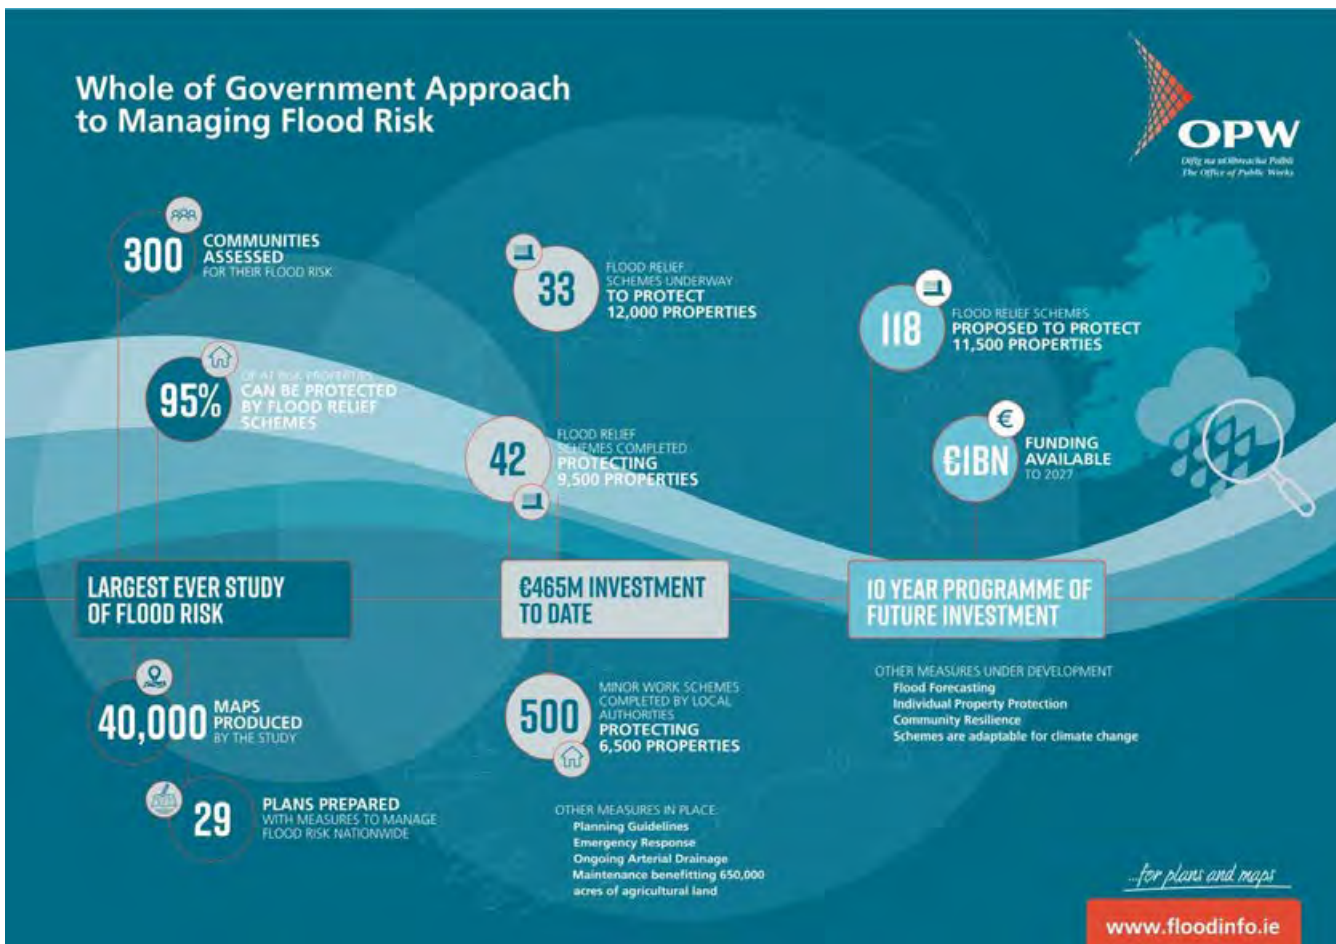 Whole of Government Approach
to Managing Flood Risk
OPW
Oifig na nOibreacha Poiblí
The Office of Public Works
300
COMMUNITIES
ASSESSED
FOR THEIR FLOOD RISK
95%
OF AT RISK PROPERTIES
CAN BE PROTECTED
BY FLOOD RELIEF
SCHEMES
LARGEST EVER STUDY
OF FLOOD RISK
40,000
MAPS
PRODUCED
BY THE STUDY
29
PLANS PREPARED
WITH MEASURES TO MANAGE
FLOOD RISK NATIONWIDE
33
FLOOD RELIEF
SCHEMES UNDERWAY
TO PROTECT
12,000 PROPERTIES
42
FLOOD RELIEF
SCHEMES COMPLETED
PROTECTING
9,500 PROPERTIES
€465M INVESTMENT
TO DATE
500
MINOR WORK SCHEMES
COMPLETED BY LOCAL
AUTHORITIES
PROTECTING
6,500 PROPERTIES
OTHER MEASURES IN PLACE:
Planning Guidelines
Emergency Response
Ongoing Arterial Drainage
Maintenance benefitting 650,000
acres of agricultural land
118
FLOOD RELIEF SCHEMES
PROPOSED TO PROTECT
11,500 PROPERTIES
€
€1BN
FUNDING
AVAILABLE
TO 2027
10 YEAR PROGRAMME OF
FUTURE INVESTMENT
OTHER MEASURES UNDER DEVELOPMENT
Flood Forecasting
Individual Property Protection
Community Resilience
Schemes are adaptable for climate change
...for plans and maps
www.floodinfo.ie